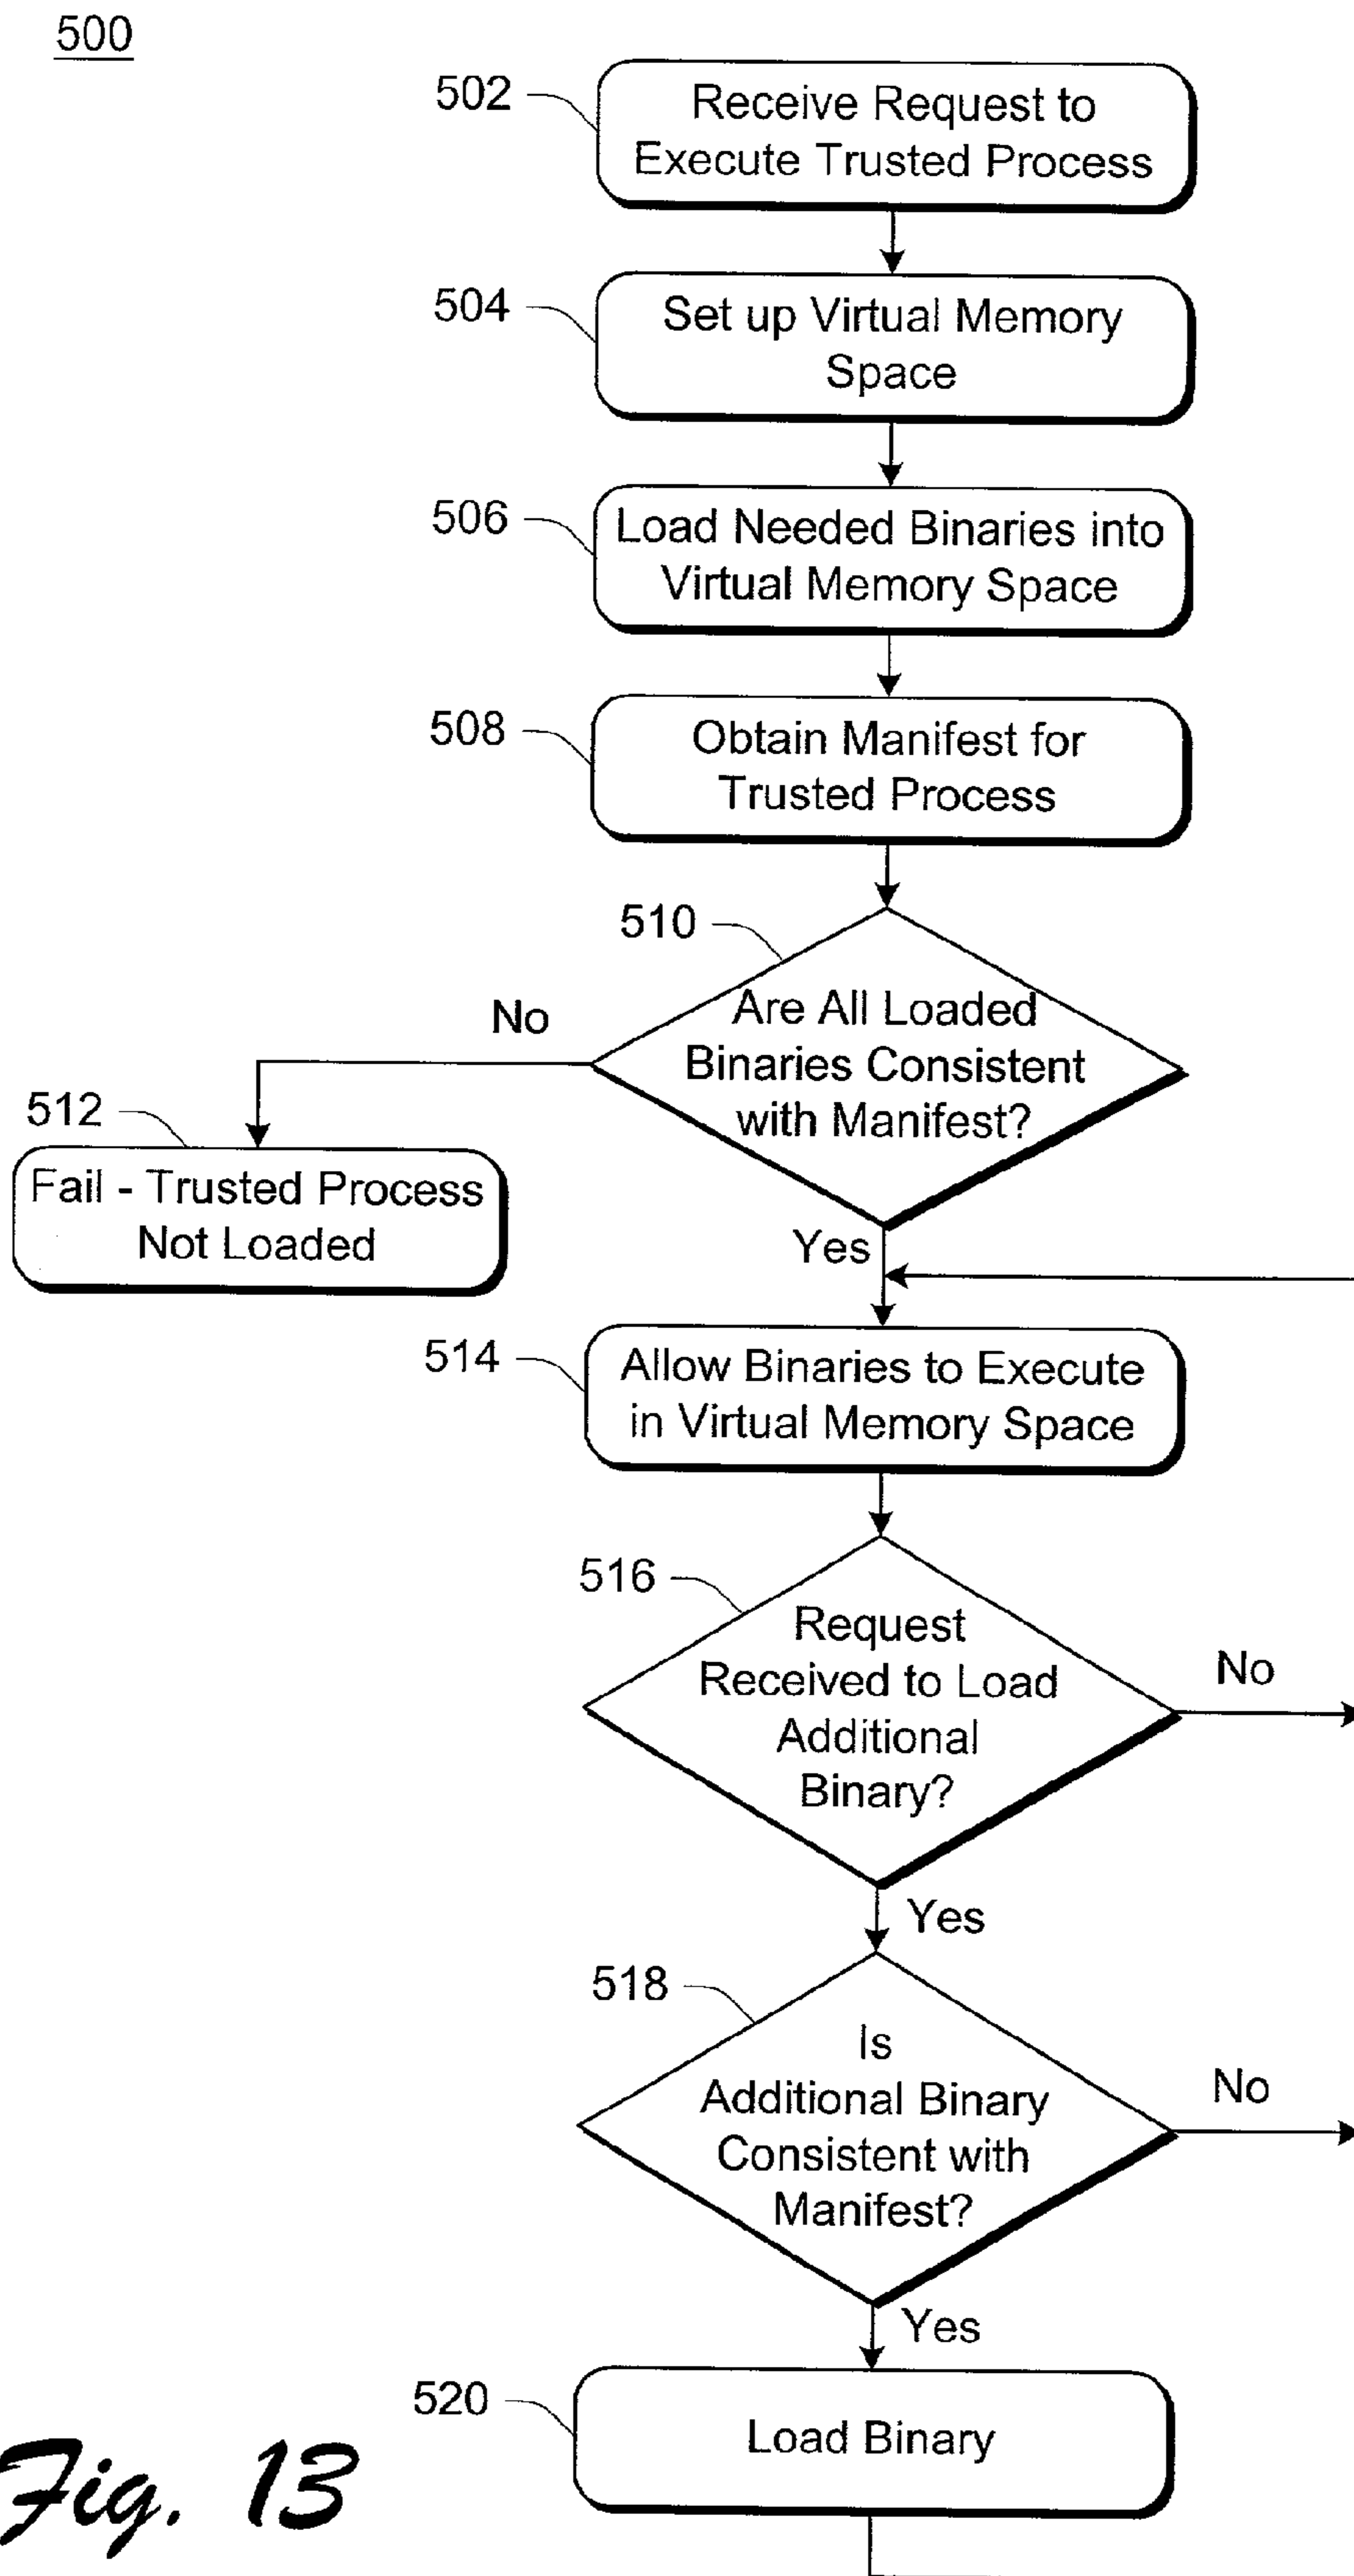 500
502
Receive Request to
Execute Trusted Process
504
Set up Virtual Memory
Space
506
Load Needed Binaries into
Virtual Memory Space
508
Obtain Manifest for
Trusted Process
510
Are All Loaded
Binaries Consistent
with Manifest?
No
512
Fail - Trusted Process
Not Loaded
Yes
514
Allow Binaries to Execute
in Virtual Memory Space
516
Request
Received to Load
Additional
Binary?
No
Yes
518
Is
Additional Binary
Consistent with
Manifest?
No
Yes
520
Load Binary
Fig. 13